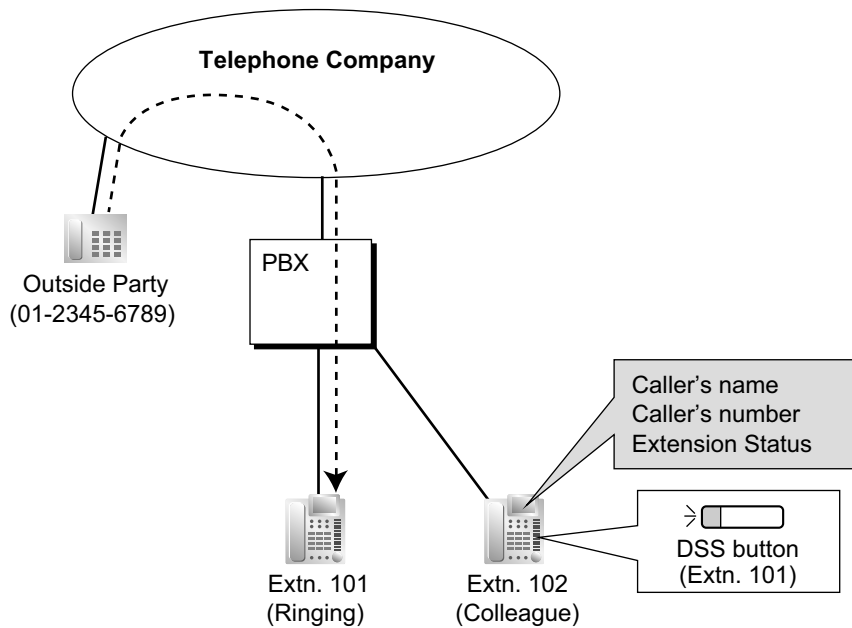 Telephone Company
Outside Party
(01-2345-6789)
PBX
Caller’s name
Caller’s number
Extension Status
DSS button
(Extn. 101)
Extn. 101
(Ringing)
Extn. 102
(Colleague)